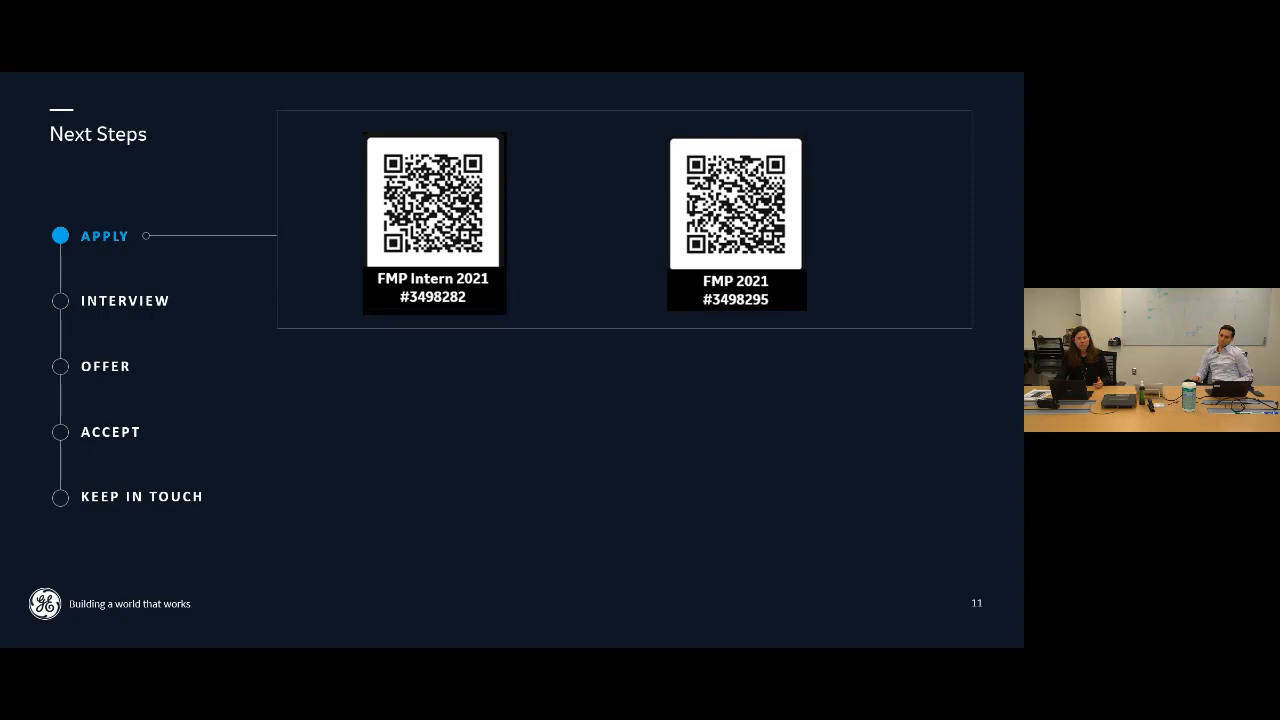 Next Steps
FMP Intern 2021
#3498282
FMP 2021
#3498295
APPLY
INTERVIEW
OFFER
ACCEPT
KEEP IN TOUCH
GE
Building a world that works
11